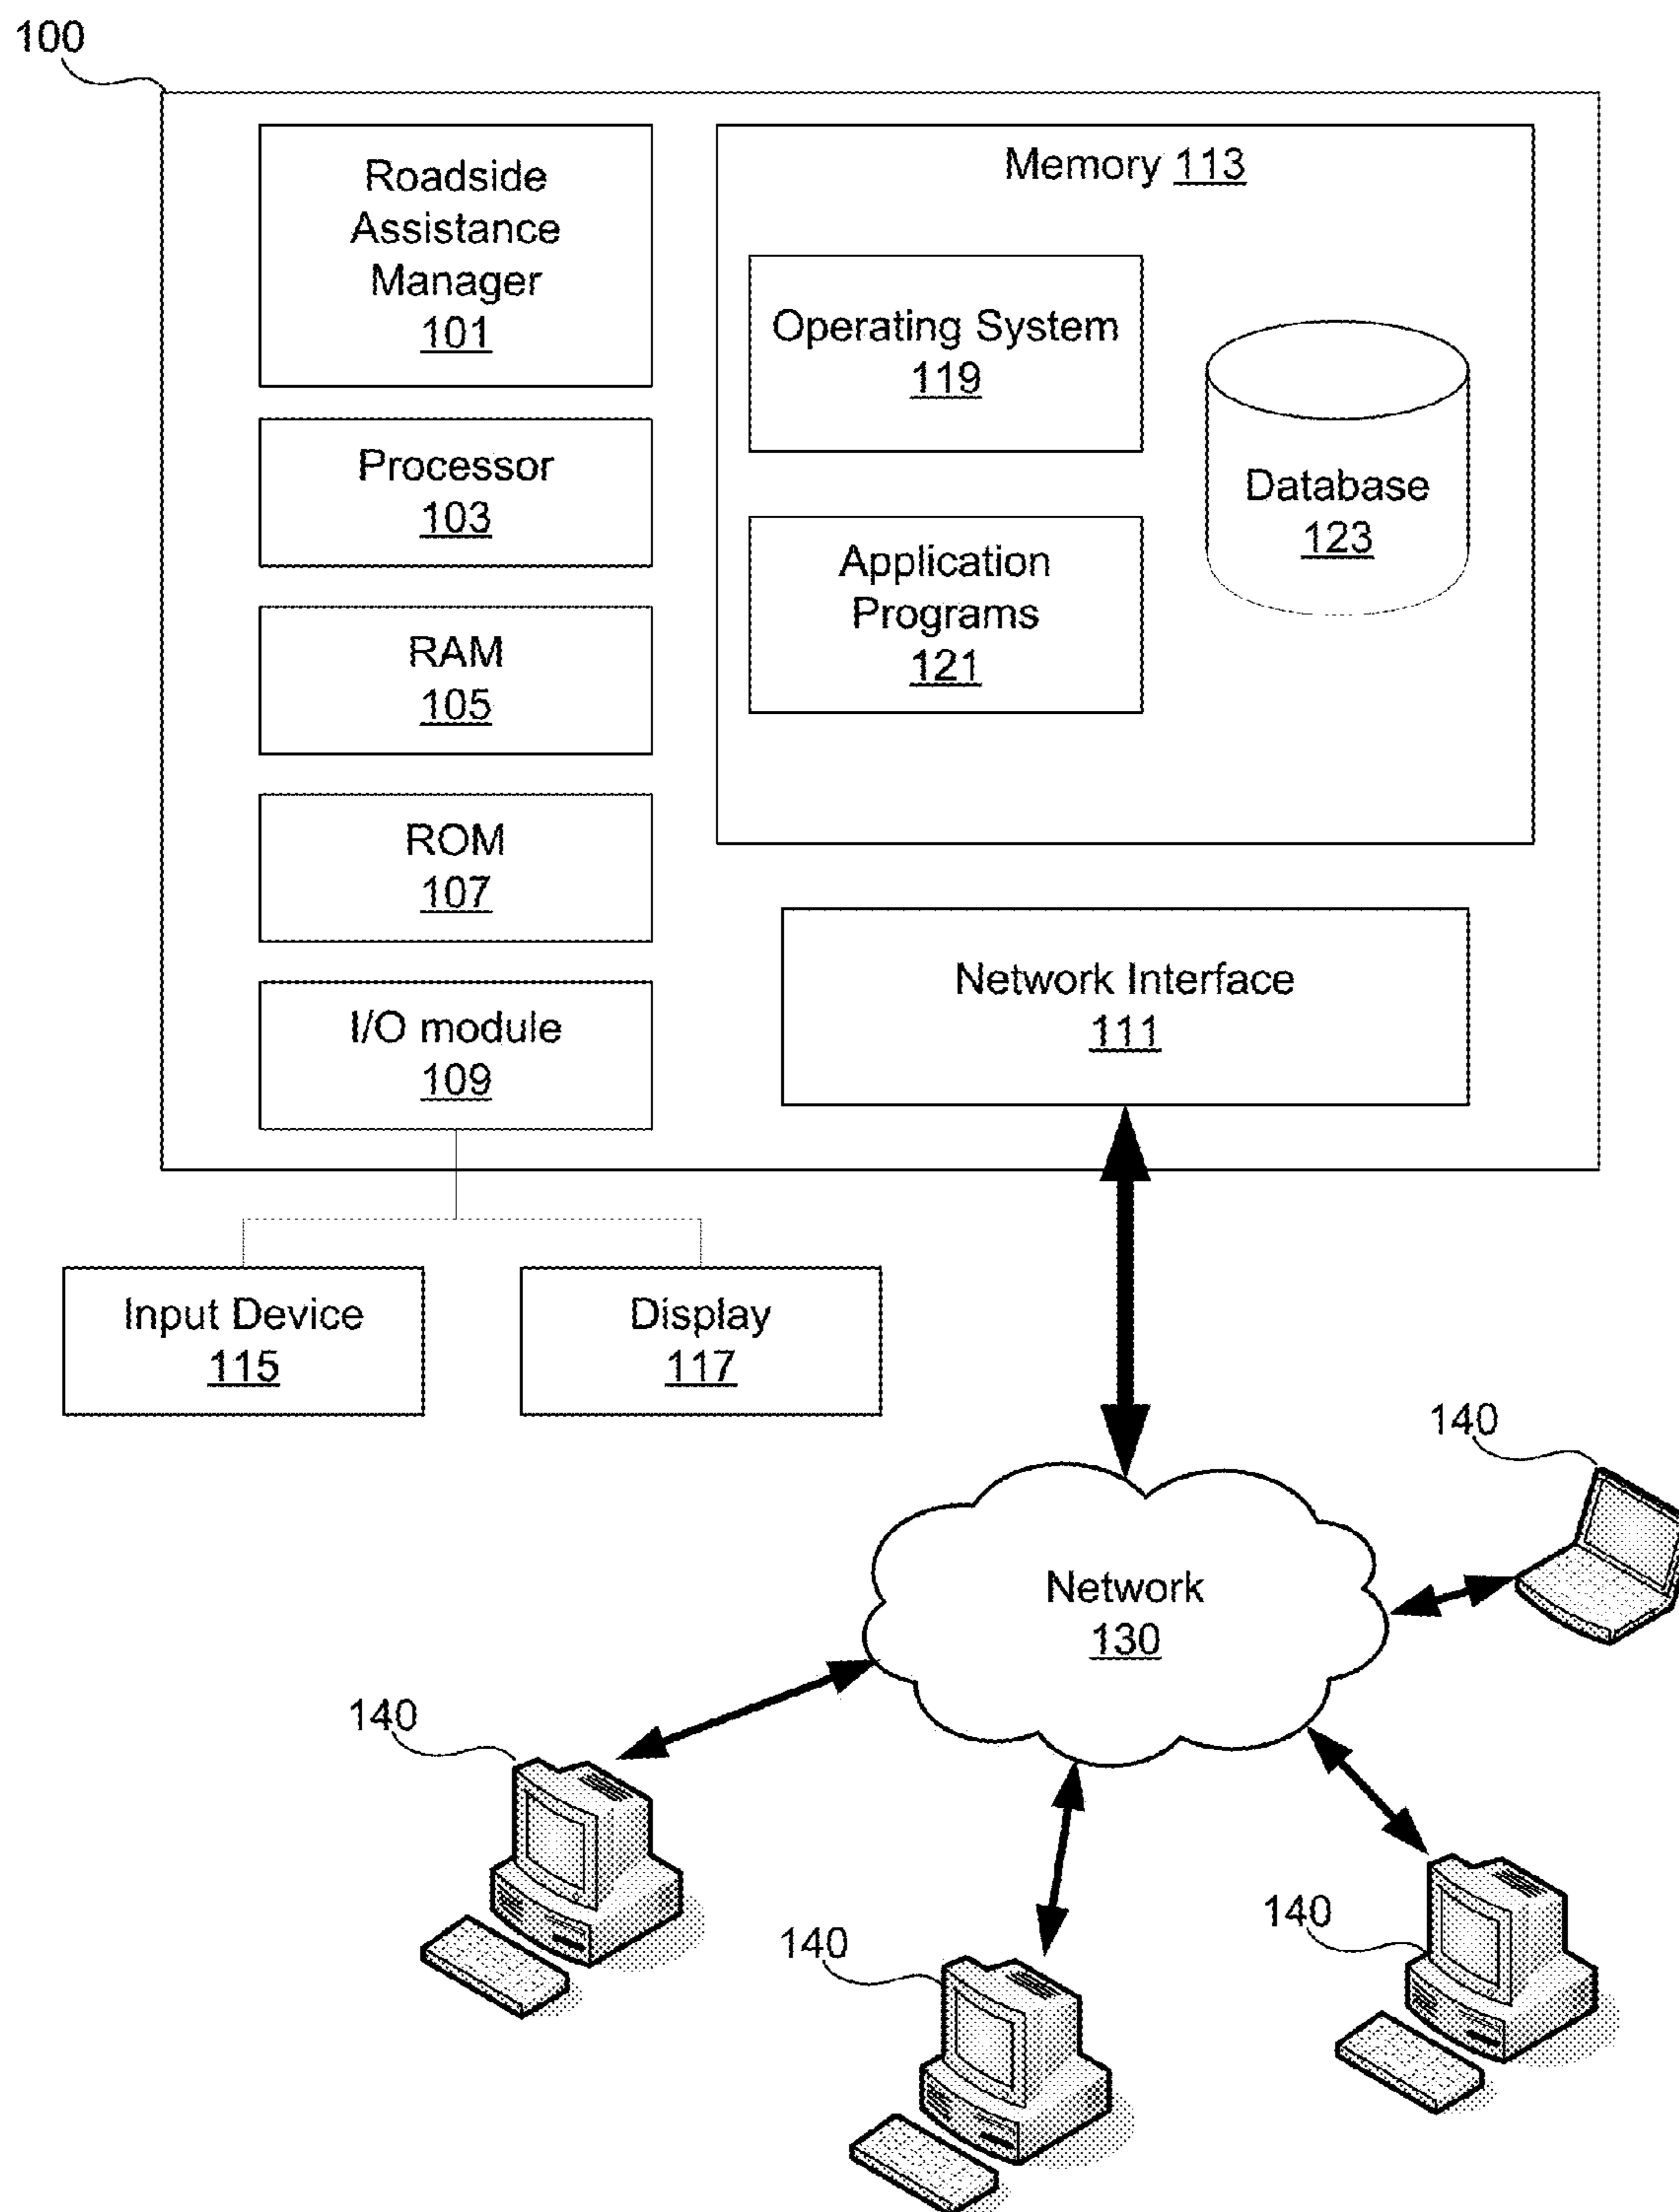 100
Roadside
Assistance
Manager
101
Processor
103
RAM
105
ROM
107
I/O module
109
Memory 113
Operating System
119
Application
Programs
121
Database
123
Network Interface
111
Input Device
115
Display
117
Network
130
140
140
140
140